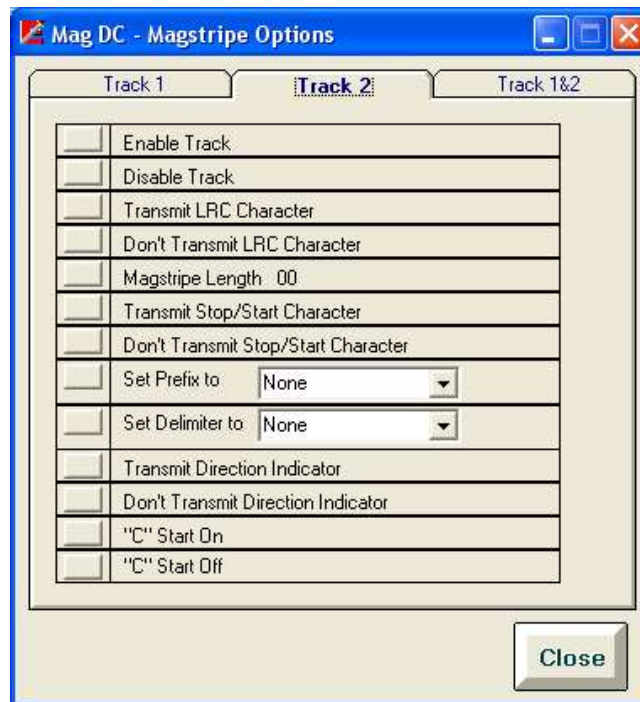 Mag DC - Magstripe Options
Track 1 Track 2 Track 1&2
Enable Track
Disable Track
Transmit LRC Character
Don't Transmit LRC Character
Magstripe Length 00
Transmit Stop/Start Character
Don't Transmit Stop/Start Character
Set Prefix to None
Set Delimiter to None
Transmit Direction Indicator
Don't Transmit Direction Indicator
"C" Start On
"C" Start Off
Close